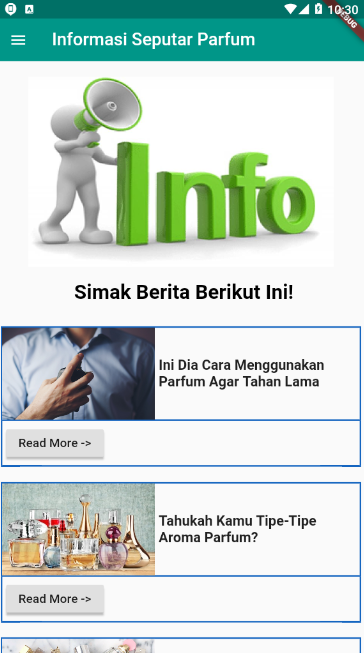 10:30
DEBUG
Informasi Seputar Parfum
Info
Simak Berita Berikut Ini!
Ini Dia Cara Menggunakan
Parfum Agar Tahan Lama
Read More ->
Tahukah Kamu Tipe-Tipe
Aroma Parfum?
Read More ->